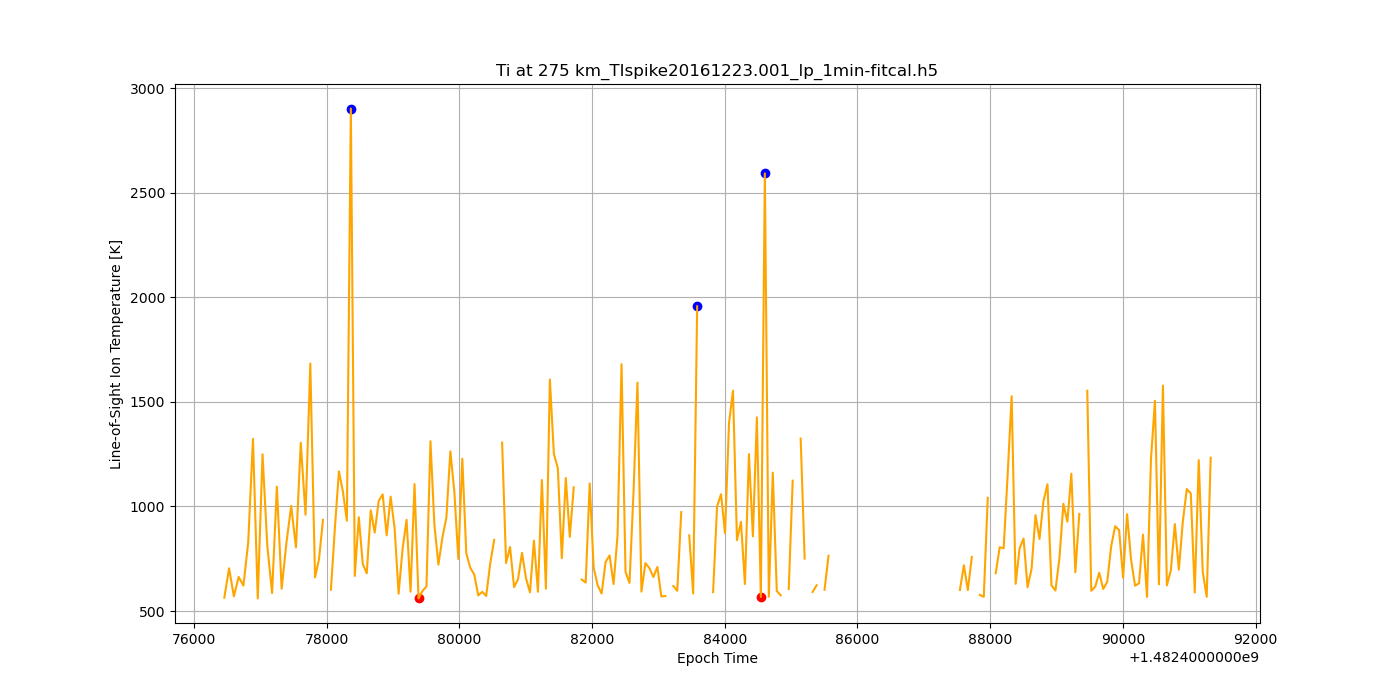 Ti at 275 km_TIspike20161223.001_lp_1min-fitcal.h5
Line-of-Sight Ion Temperature [K]
3000
2500
2000
1500
1000
500
76000 78000 80000 82000 84000 86000 88000 90000 92000
Epoch Time
+1.4824000000e9